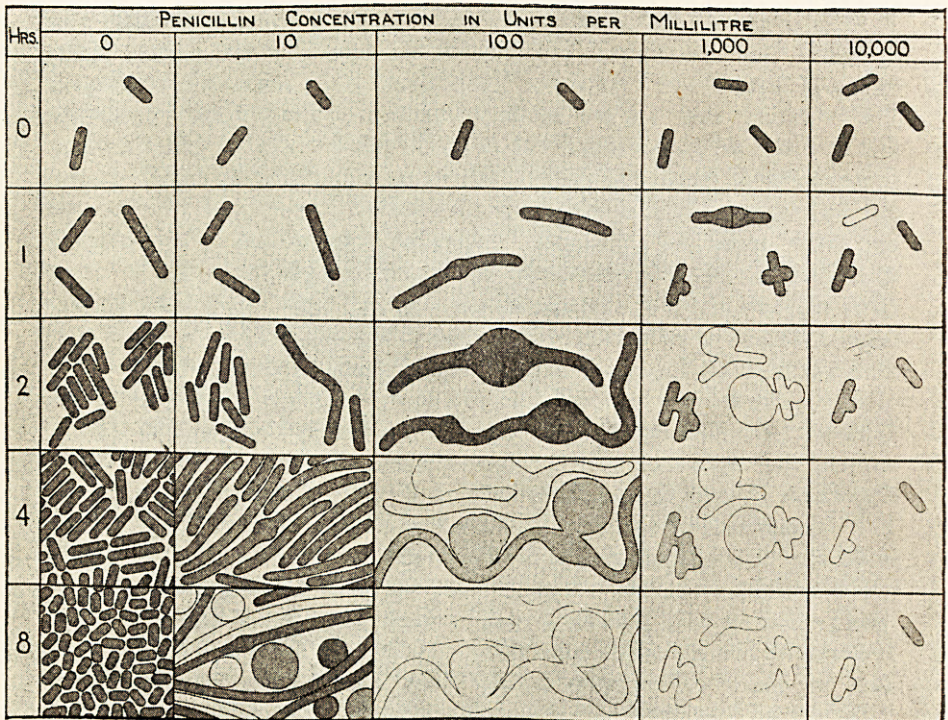 PENICILLIN CONCENTRATION IN UNITS PER MILLILITRE
HRS. 0 10 100 1,000 10,000
0
1
2
4
8